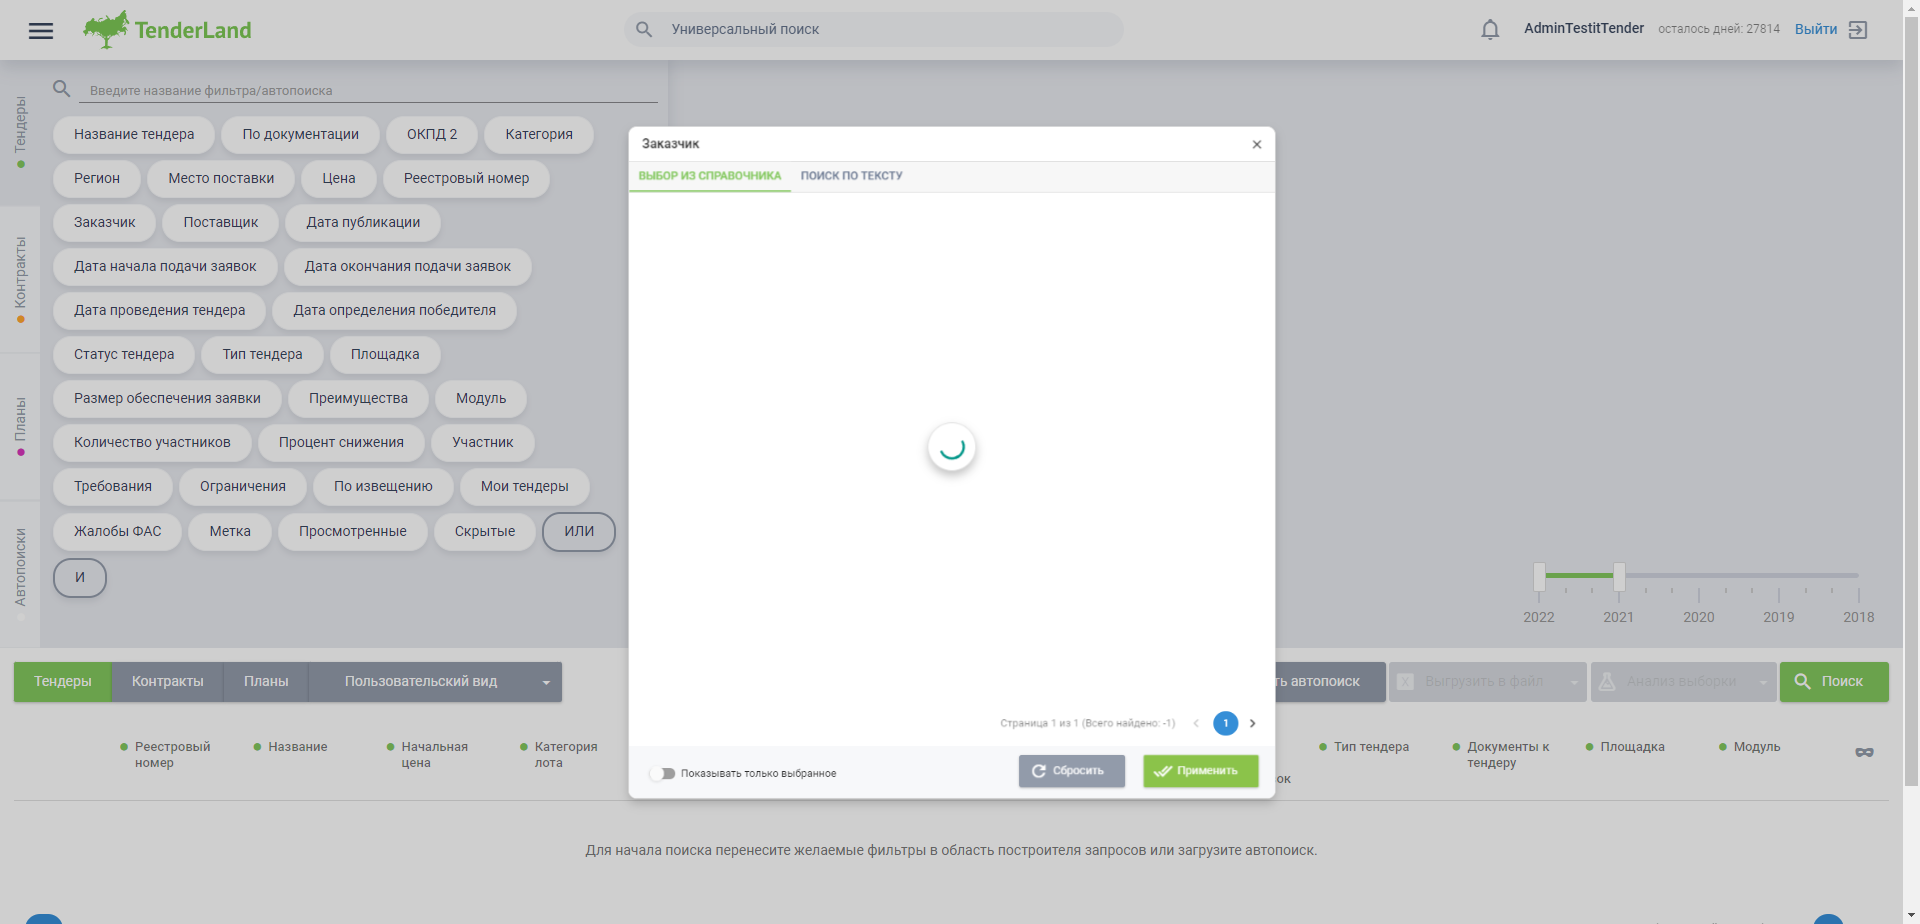 TenderLand
Универсальный поиск
AdminTestitTender
осталось дней: 27814
Выйти
Тендеры
Контракты
Планы
Автопоиски
Введите название фильтра/автопоиска
Название тендера По документации ОКПД 2 Категория
Регион Место поставки Цена Реестровый номер
Заказчик Поставщик Дата публикации
Дата начала подачи заявок Дата окончания подачи заявок
Дата проведения тендера Дата определения победителя
Статус тендера Тип тендера Площадка
Размер обеспечения заявки Преимущества Модуль
Количество участников Процент снижения Участник
Требования Ограничения По извещению Мои тендеры
Жалобы ФАС Метка Просмотренные Скрытые ИЛИ
И
Заказчик
ВЫБОР ИЗ СПРАВОЧНИКА ПОИСК ПО ТЕКСТУ
Страница 1 из 1 (Всего найдено: -1)
1
Показывать только выбранное
Сбросить
Применить
2022 2021 2020 2019 2018
Тендеры Контракты Планы Пользовательский вид
ть автопоиск
Выгрузить в файл
Анализ выборки
Поиск
Реестровый
номер
Название
Начальная
цена
Категория
лота
ок
Тип тендера
Документы к
тендеру
Площадка
Модуль
Для начала поиска перенесите желаемые фильтры в область построителя запросов или загрузите автопоиск.